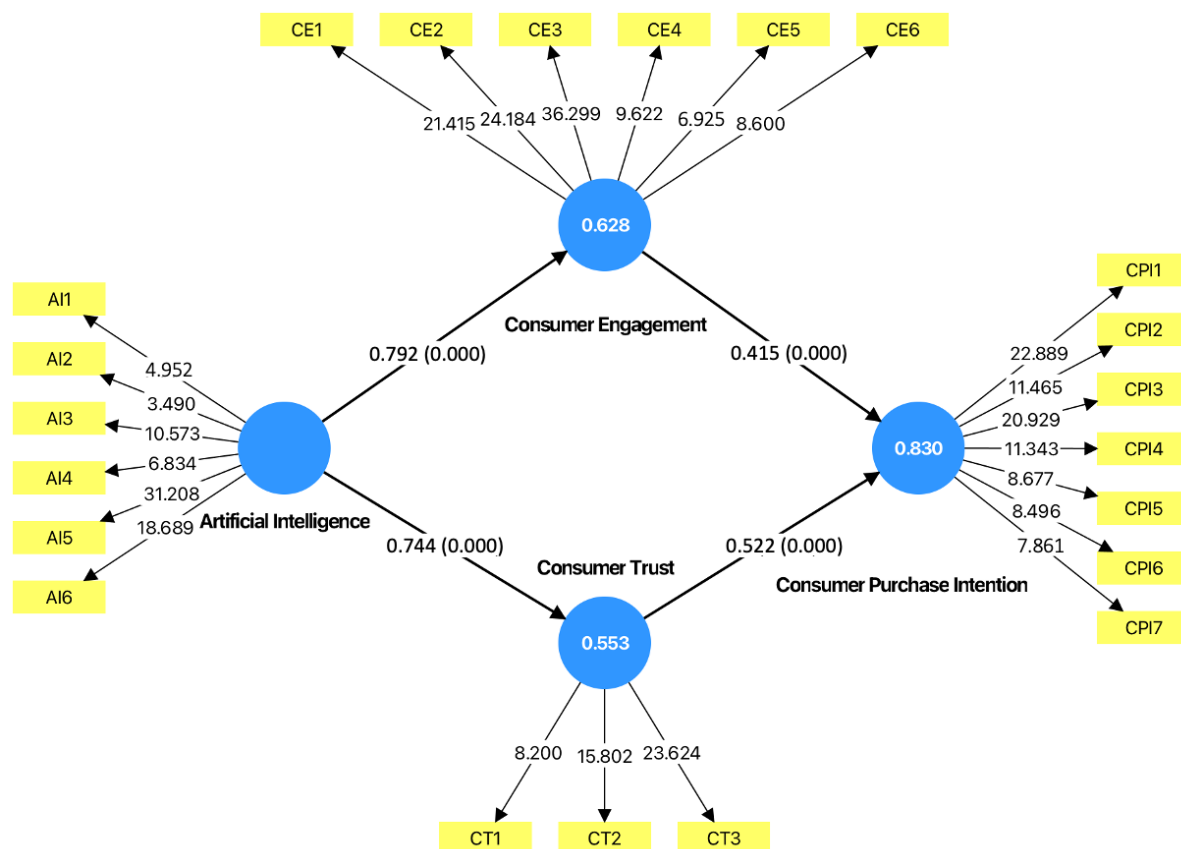 CE1 CE2 CE3 CE4 CE5 CE6
21.415 24.184 36.299 9.622 6.925 8.600
0.628
Consumer Engagement
AI1
AI2
AI3
AI4
AI5
AI6
4.952
3.490
10.573
6.834
31.208
18.689
Artificial Intelligence
0.792 (0.000)
0.415 (0.000)
0.744 (0.000)
0.522 (0.000)
0.830
Consumer Purchase Intention
22.889
11.465
20.929
11.343
8.677
8.496
7.861
CPI1
CPI2
CPI3
CPI4
CPI5
CPI6
CPI7
Consumer Trust
0.553
8.200 15.802 23.624
CT1 CT2 CT3